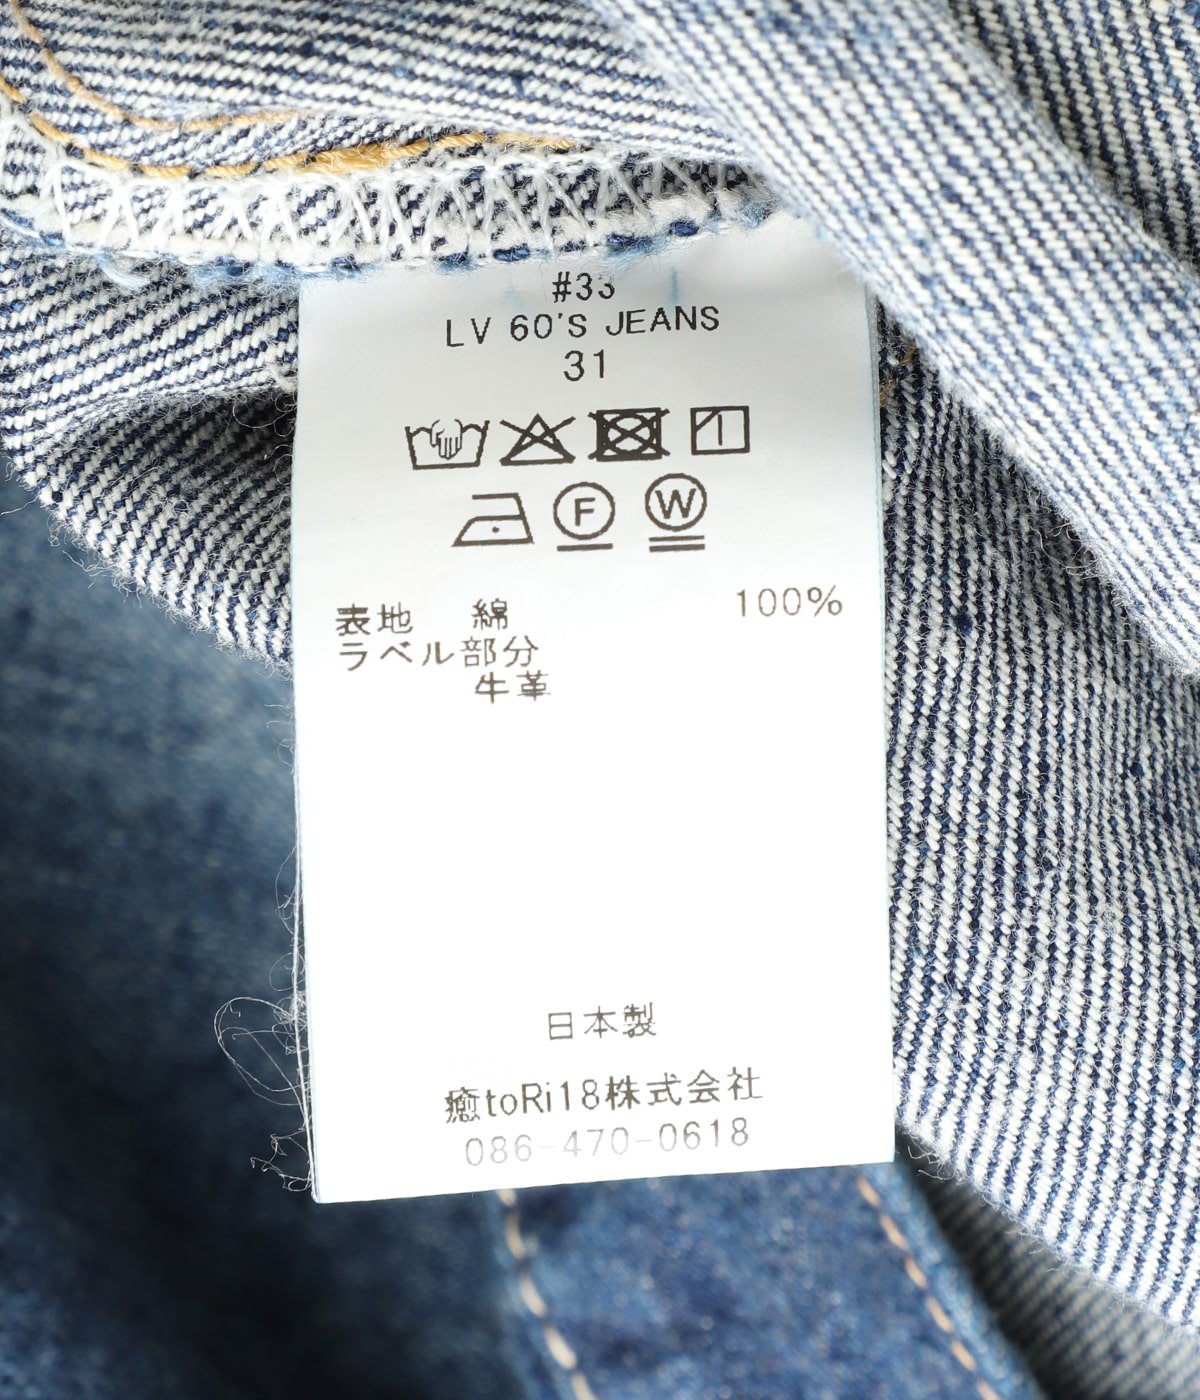 #33
LV 60'S JEANS
31
F W
表地 綿 100%
ラベル部分
牛革
日本製
癒toRi18株式会社
086-470-0618